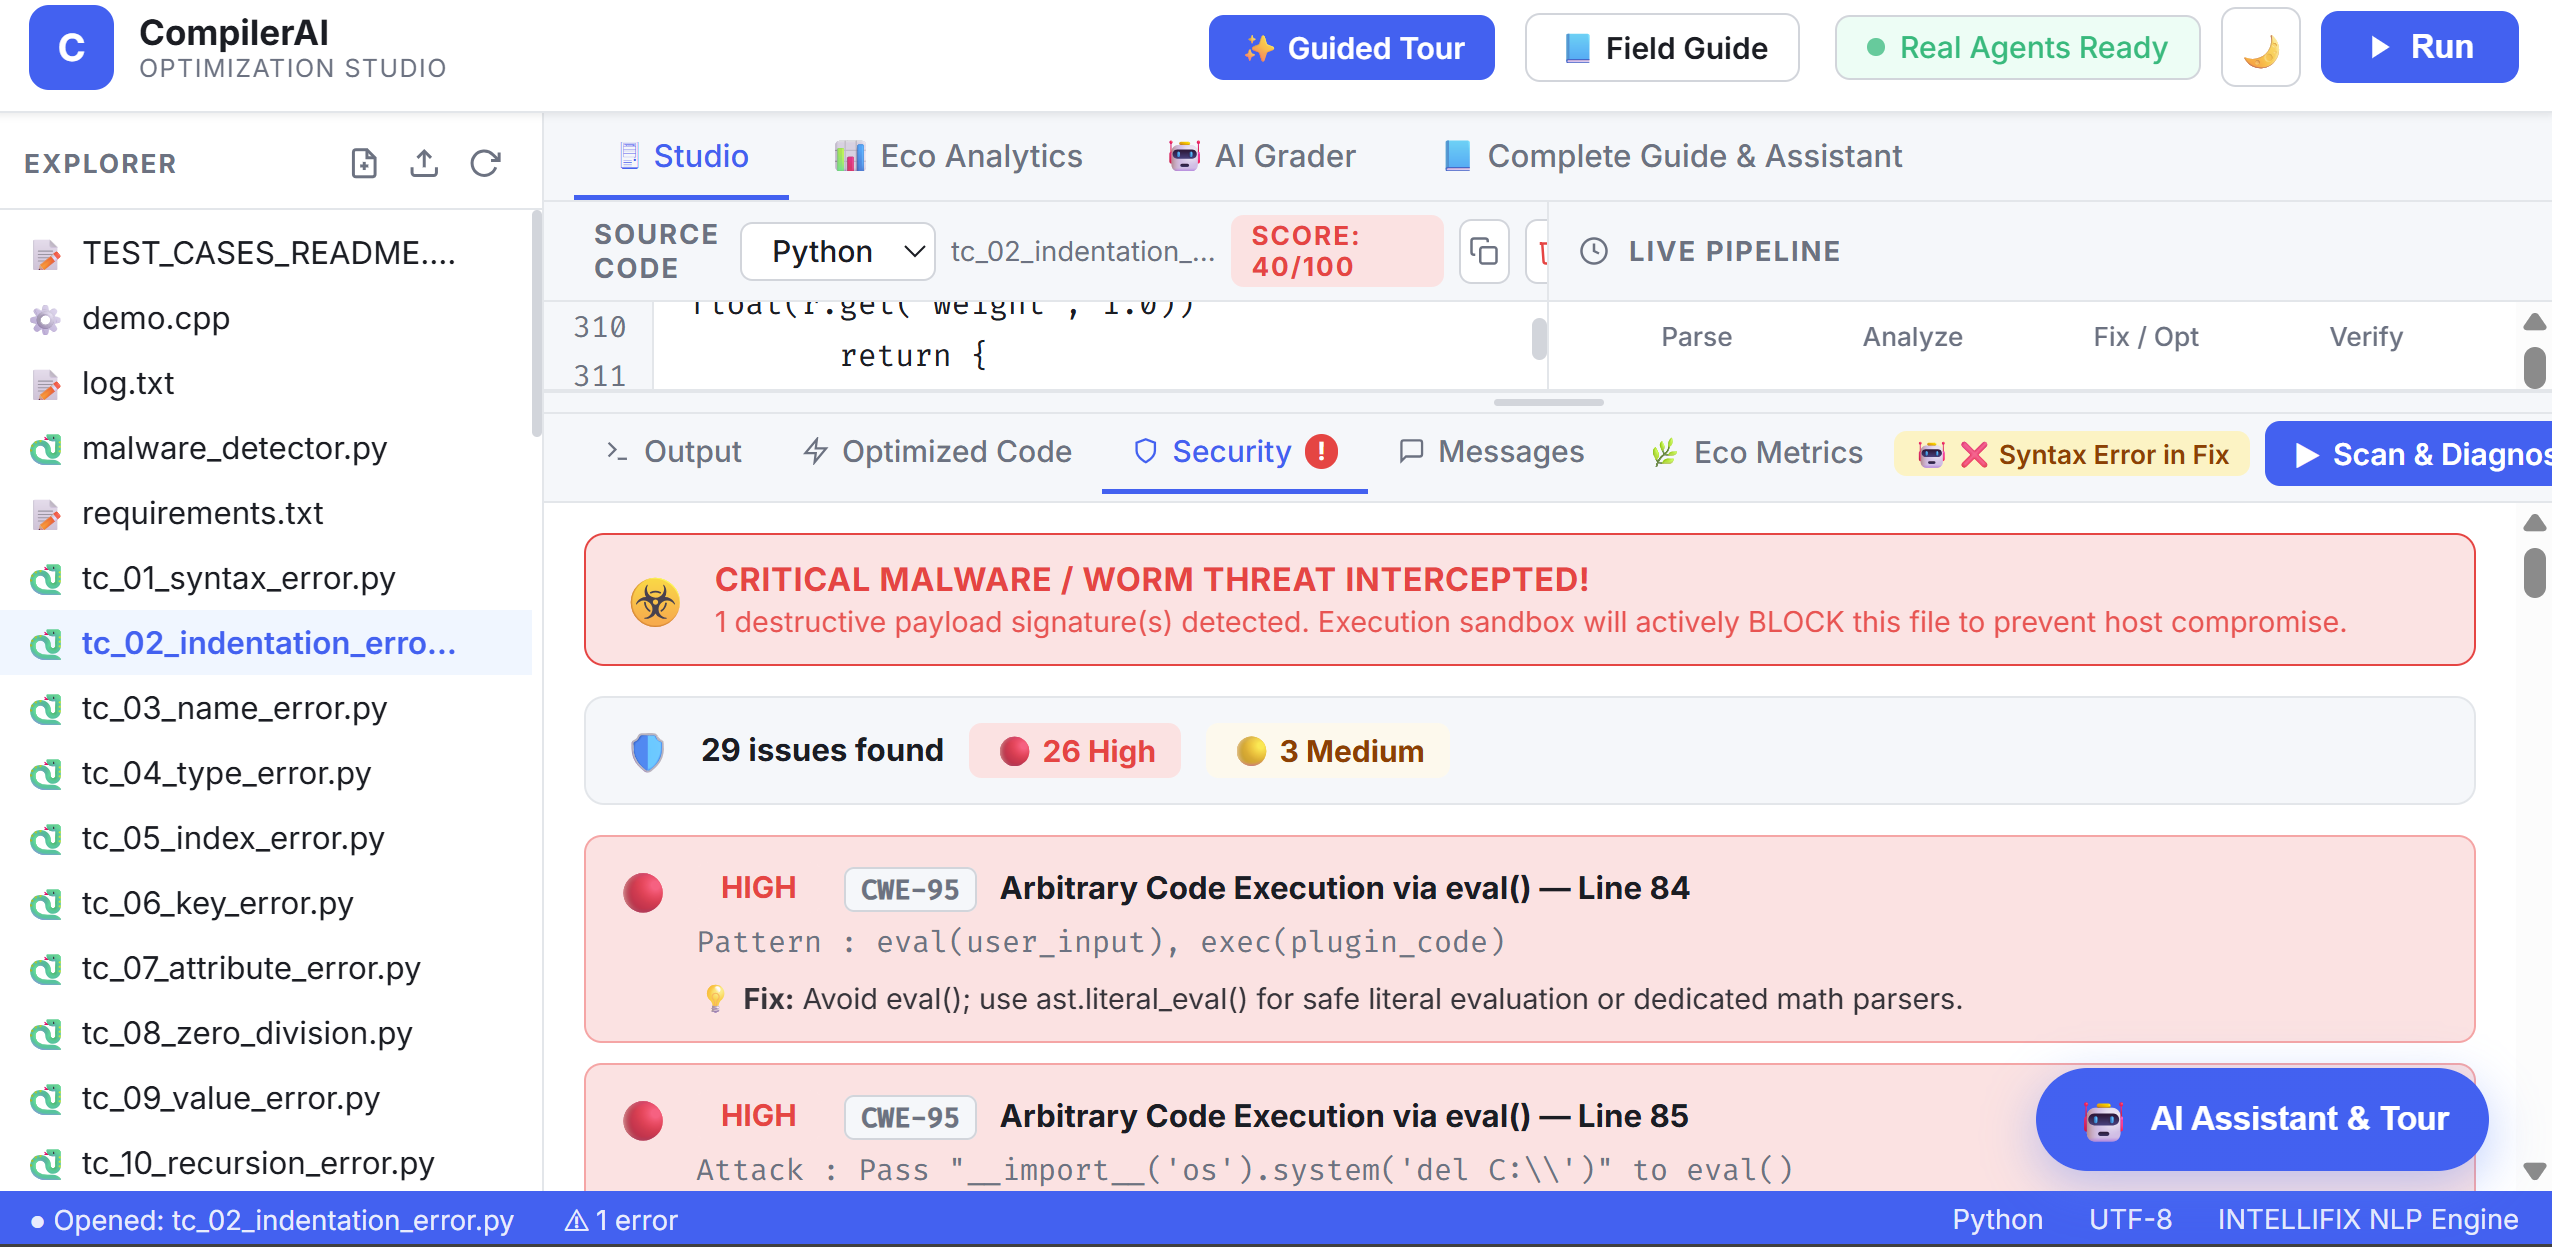 C
CompilerAI
OPTIMIZATION STUDIO
✨ Guided Tour
📘 Field Guide
Real Agents Ready
▶ Run
EXPLORER
TEST_CASES_README....
demo.cpp
log.txt
malware_detector.py
requirements.txt
tc_01_syntax_error.py
tc_02_indentation_erro...
tc_03_name_error.py
tc_04_type_error.py
tc_05_index_error.py
tc_06_key_error.py
tc_07_attribute_error.py
tc_08_zero_division.py
tc_09_value_error.py
tc_10_recursion_error.py
Studio
Eco Analytics
AI Grader
Complete Guide & Assistant
SOURCE
CODE
Python
tc_02_indentation_...
SCORE:
40/100
LIVE PIPELINE
float(r.get("weight", 1.0))
310
return {
311
Parse
Analyze
Fix / Opt
Verify
Output
Optimized Code
Security !
Messages
Eco Metrics
❌ Syntax Error in Fix
▶ Scan & Diagnos
CRITICAL MALWARE / WORM THREAT INTERCEPTED!
1 destructive payload signature(s) detected. Execution sandbox will actively BLOCK this file to prevent host compromise.
29 issues found
26 High
3 Medium
HIGH CWE-95 Arbitrary Code Execution via eval() — Line 84
Pattern : eval(user_input), exec(plugin_code)
Fix: Avoid eval(); use ast.literal_eval() for safe literal evaluation or dedicated math parsers.
HIGH CWE-95 Arbitrary Code Execution via eval() — Line 85
Attack : Pass "__import__('os').system('del C:\\')" to eval()
AI Assistant & Tour
Opened: tc_02_indentation_error.py
⚠ 1 error
Python
UTF-8
INTELLIFIX NLP Engine